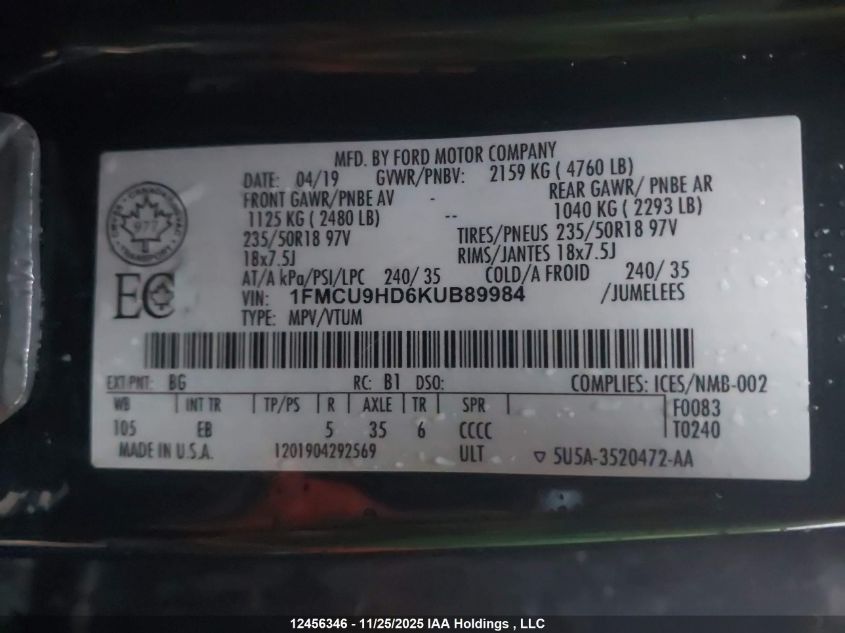 MFD. BY FORD MOTOR COMPANY
DATE: 04/19 GVWR/PNBV: 2159 KG ( 4760 LB)
FRONT GAWR/PNBE AV - REAR GAWR/ PNBE AR
1125 KG ( 2480 LB) -- 1040 KG ( 2293 LB)
235/50R18 97V TIRES/PNEUS 235/50R18 97V
18x7.5J RIMS/JANTES 18x7.5J
AT/A kPa/PSI/LPC 240/ 35 COLD/A FROID 240/ 35
VIN: 1FMCU9HD6KUB89984 /JUMELEES
TYPE: MPV/VTUM
977
TRANSPORT
EC
EXT PNT: BG RC: B1 DSO: COMPLIES: ICES/NMB-002
WB INT TR TP/PS R AXLE TR SPR F0083
105 EB 5 35 6 CCCC T0240
MADE IN U.S.A. 1201904292569 ULT ▽ 5U5A-3520472-AA
12456346 - 11/25/2025 IAA Holdings , LLC